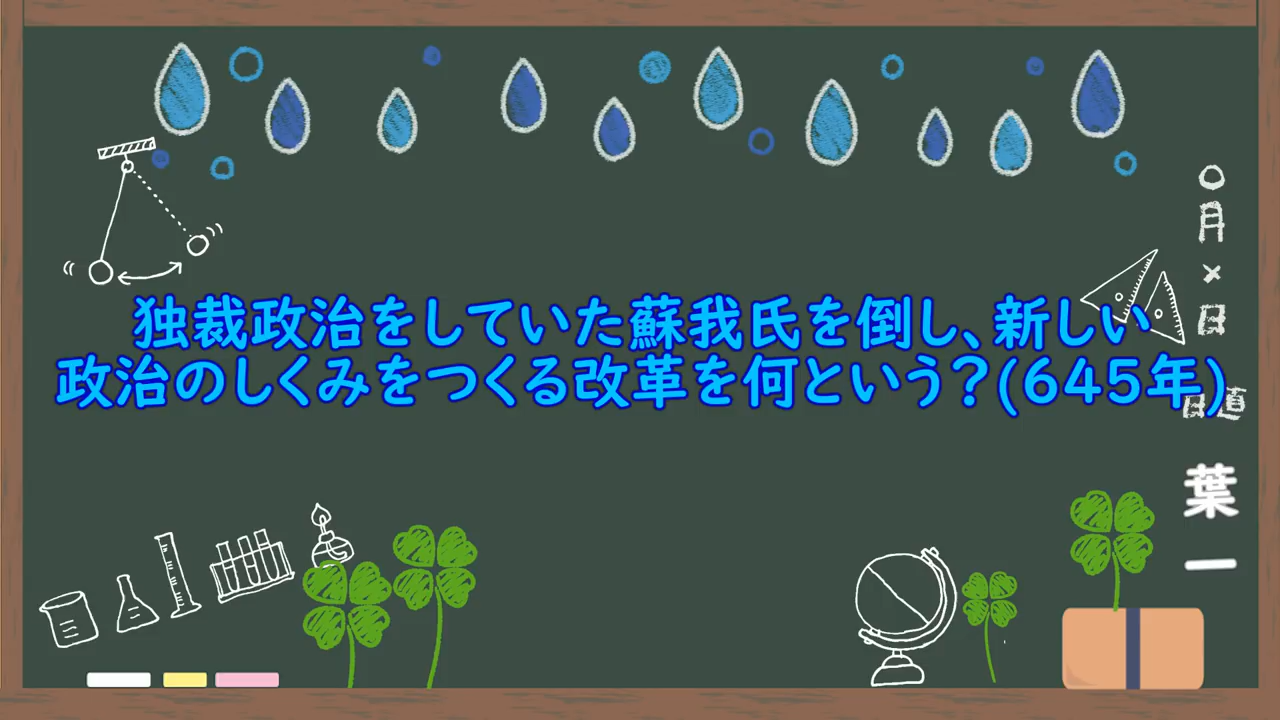 独裁政治をしていた蘇我氏を倒し、新しい
政治のしくみをつくる改革を何という？(645年)
〇月×日
日直
葉一